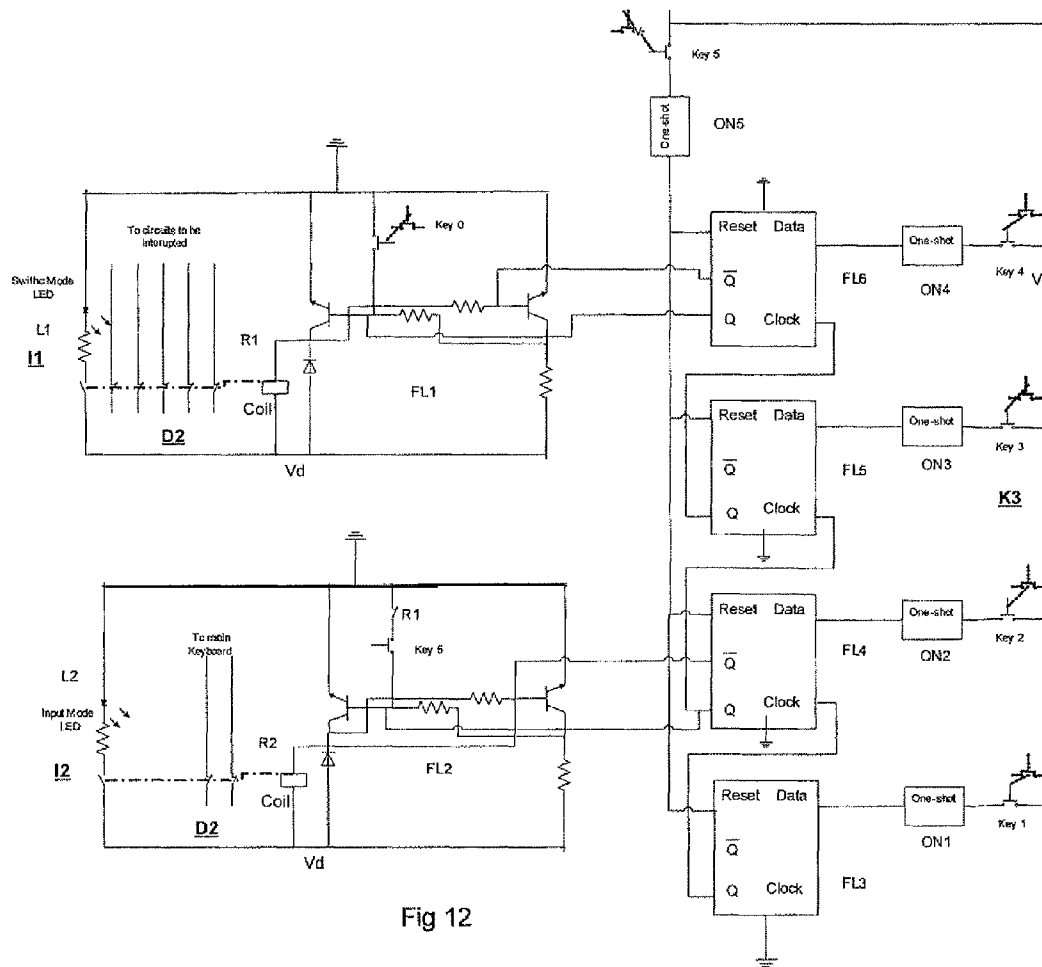 Key 5
One-shot
ON5
To circuits to be
Interrupted
Key 0
Reset Data
Q
Q
Clock
FL6
One-shot
ON4
Key 4
V
Swithc Mode
LED
L1
I1
R1
Coil
FL1
D2
Vd
Reset Data
Q
Q
Clock
FL5
One-shot
ON3
Key 3
K3
R1
Key 5
To main
Keyboard
L2
Input Mode
LED
I2
R2
Coil
FL2
D2
Vd
Reset Data
Q
Q
Clock
FL4
One-shot
ON2
Key 2
Reset Data
Q
Q
Clock
FL3
One-shot
ON1
Key 1
Fig 12